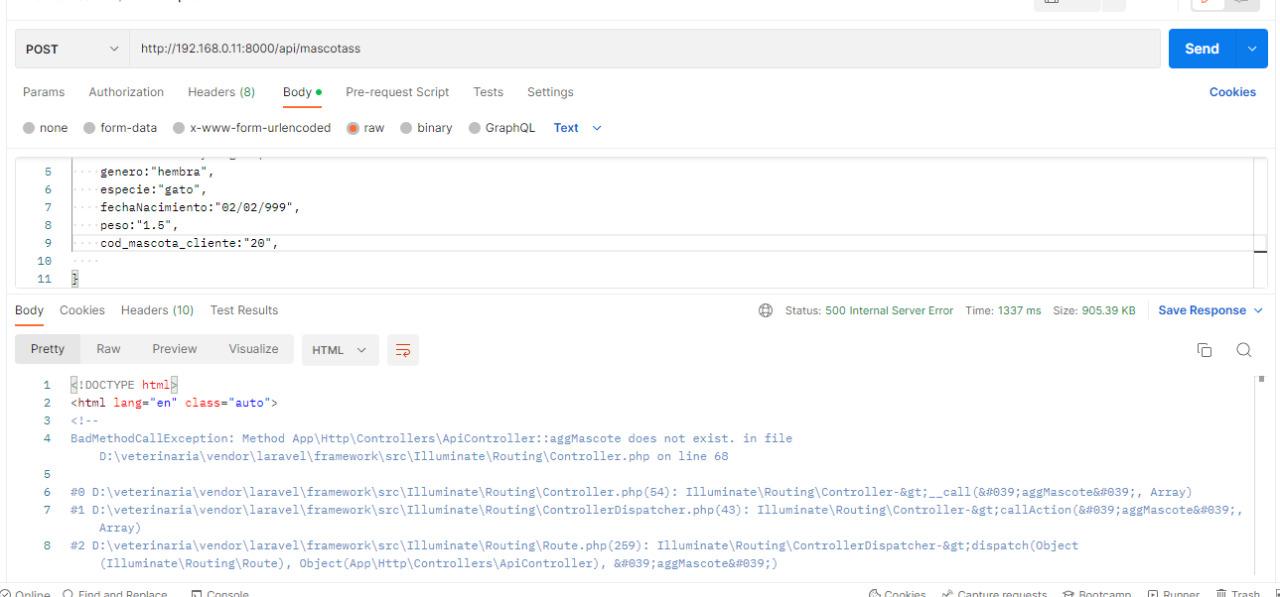 POST
http://192.168.0.11:8000/api/mascotass
Send
Params Authorization Headers (8) Body Pre-request Script Tests Settings Cookies
none form-data x-www-form-urlencoded raw binary GraphQL Text
5 genero:"hembra",
6 especie:"gato",
7 fechaNacimiento:"02/02/999",
8 peso:"1.5",
9 cod_mascota_cliente:"20",
10
11 }
Body Cookies Headers (10) Test Results Status: 500 Internal Server Error Time: 1337 ms Size: 905.39 KB Save Response
Pretty Raw Preview Visualize HTML
1 <!DOCTYPE html>
2 <html lang="en" class="auto">
3 <!--
4 BadMethodCallException: Method App\Http\Controllers\ApiController::aggMascote does not exist. in file
D:\veterinaria\vendor\laravel\framework\src\Illuminate\Routing\Controller.php on line 68
5
6 #0 D:\veterinaria\vendor\laravel\framework\src\Illuminate\Routing\Controller.php(54): Illuminate\Routing\Controller-&gt;__call(&#039;aggMascote&#039;, Array)
7 #1 D:\veterinaria\vendor\laravel\framework\src\Illuminate\Routing\ControllerDispatcher.php(43): Illuminate\Routing\Controller-&gt;callAction(&#039;aggMascote&#039;,
Array)
8 #2 D:\veterinaria\vendor\laravel\framework\src\Illuminate\Routing\Route.php(259): Illuminate\Routing\ControllerDispatcher-&gt;dispatch(Object
(Illuminate\Routing\Route), Object(App\Http\Controllers\ApiController), &#039;aggMascote&#039;)
Online Find and Replace Console Cookies Capture requests Bootcamp Runner Trash